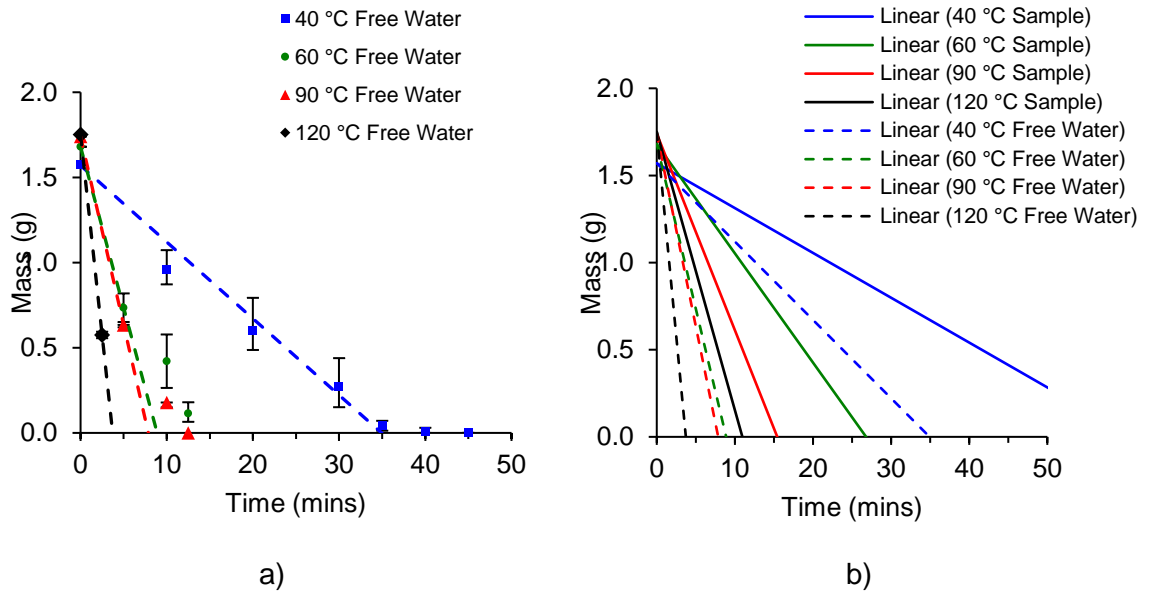 40 °C Free Water
60 °C Free Water
90 °C Free Water
120 °C Free Water
2.0
1.5
1.0
0.5
0.0
Mass (g)
0 10 20 30 40 50
Time (mins)
a)
Linear (40 °C Sample)
Linear (60 °C Sample)
Linear (90 °C Sample)
Linear (120 °C Sample)
Linear (40 °C Free Water)
Linear (60 °C Free Water)
Linear (90 °C Free Water)
Linear (120 °C Free Water)
2.0
1.5
1.0
0.5
0.0
Mass (g)
0 10 20 30 40 50
Time (mins)
b)